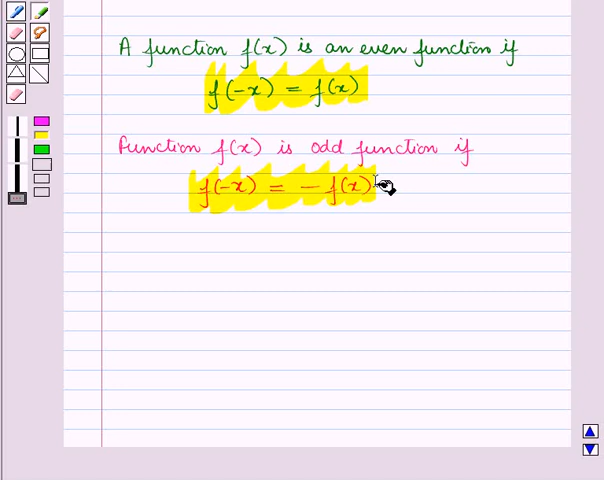 A function f(x) is an even function if
f(-x) = f(x)
Function f(x) is odd function if
f(-x) = - f(x)